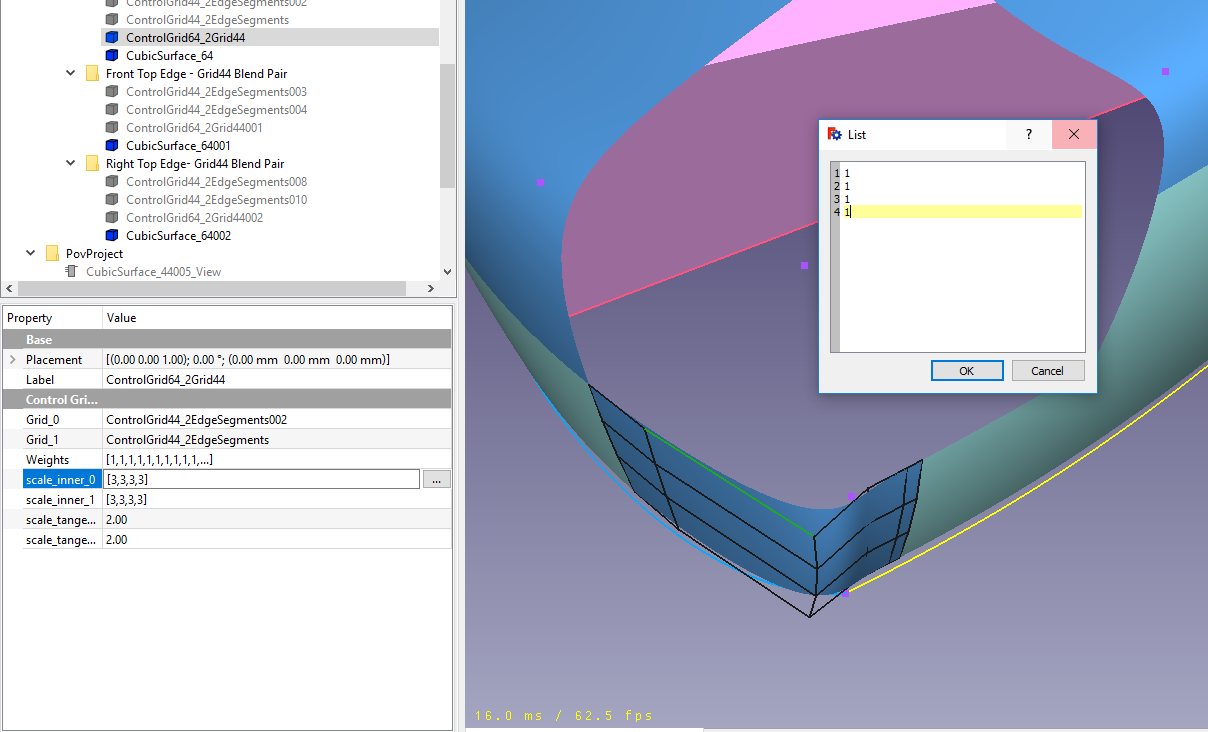 ControlGrid44_2EdgeSegments002
ControlGrid44_2EdgeSegments
ControlGrid64_2Grid44
CubicSurface_64
Front Top Edge - Grid44 Blend Pair
ControlGrid44_2EdgeSegments003
ControlGrid44_2EdgeSegments004
ControlGrid64_2Grid44001
CubicSurface_64001
Right Top Edge- Grid44 Blend Pair
ControlGrid44_2EdgeSegments008
ControlGrid44_2EdgeSegments010
ControlGrid64_2Grid44002
CubicSurface_64002
PovProject
CubicSurface_44005_View
Property Value
Base
Placement [(0.00 0.00 1.00); 0.00 °; (0.00 mm 0.00 mm 0.00 mm)]
Label ControlGrid64_2Grid44
Control Gri...
Grid_0 ControlGrid44_2EdgeSegments002
Grid_1 ControlGrid44_2EdgeSegments
Weights [1,1,1,1,1,1,1,1,1,1,...]
scale_inner_0 [3,3,3,3] ...
scale_inner_1 [3,3,3,3]
scale_tange... 2.00
scale_tange... 2.00
List ?
1 1
2 1
3 1
4 1
OK Cancel
16.0 ms / 62.5 fps